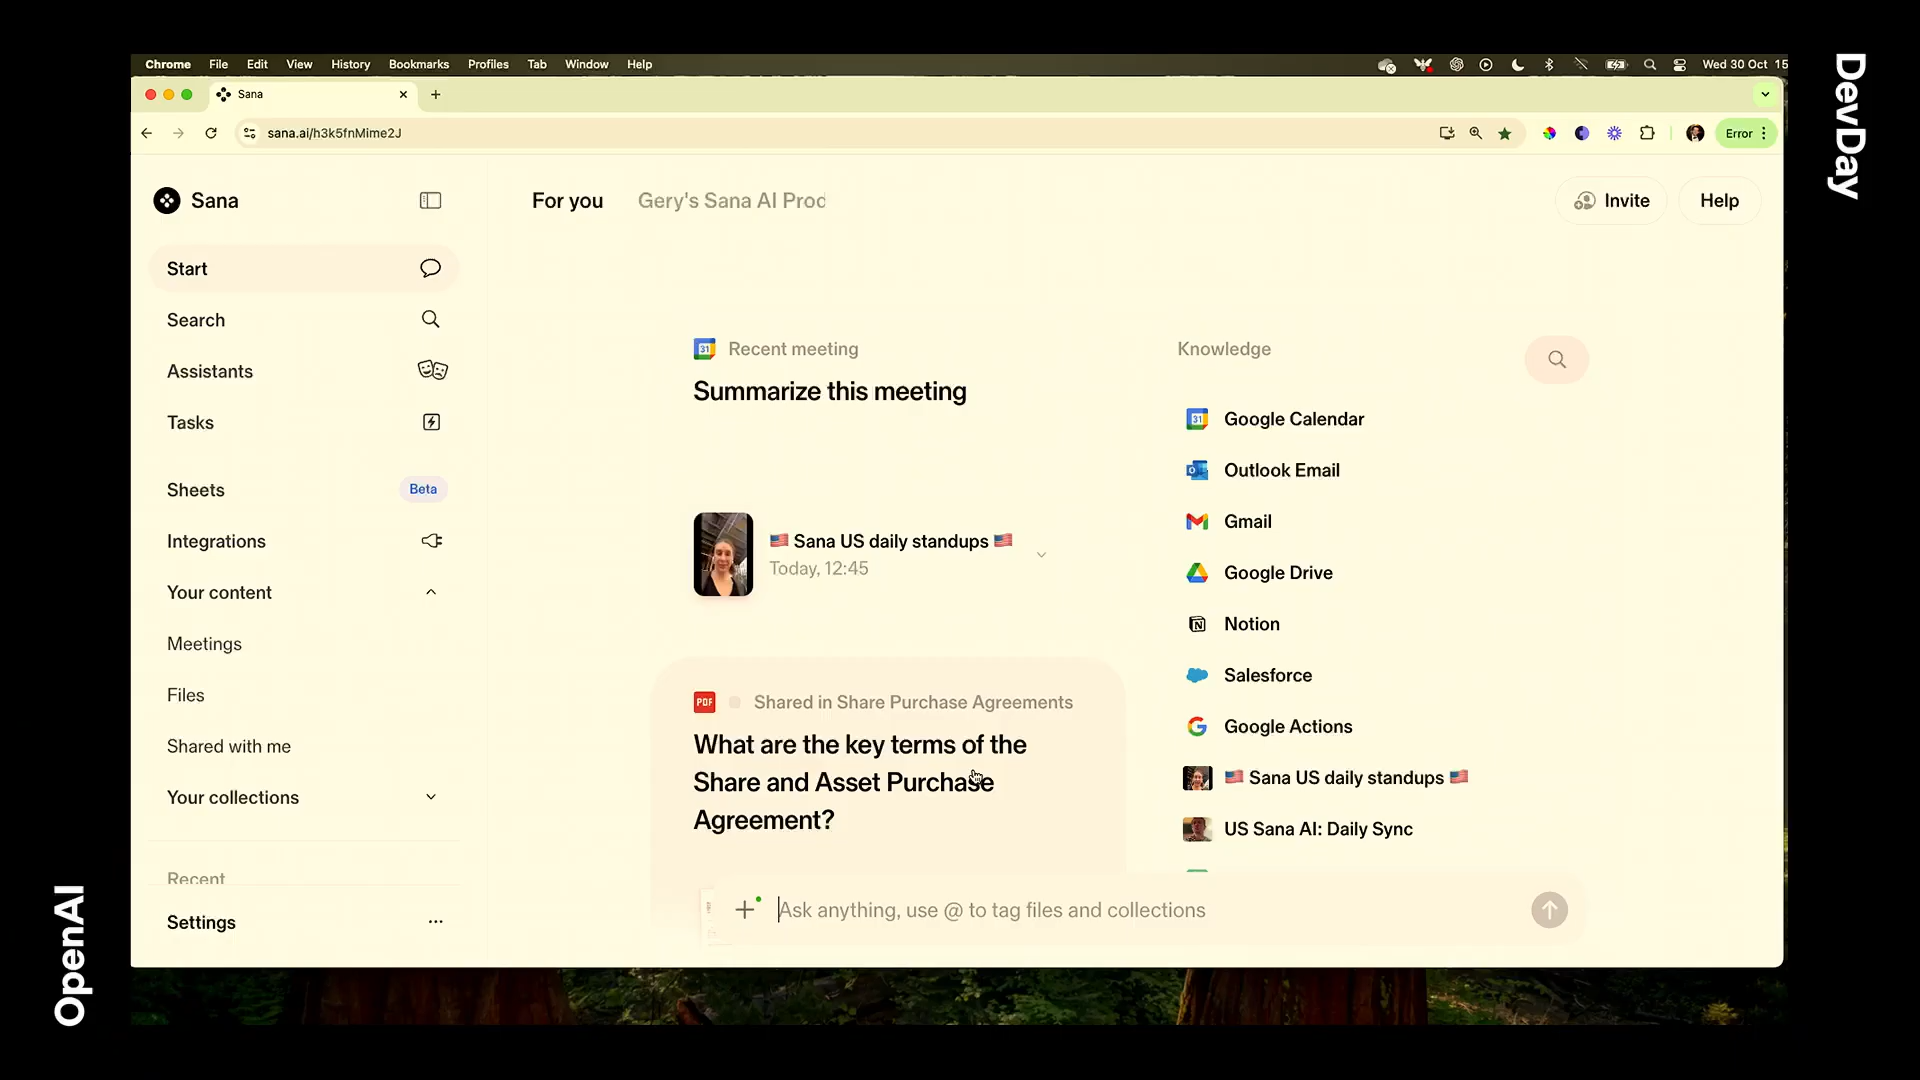 Chrome File Edit View History Bookmarks Profiles Tab Window Help
Wed 30 Oct 15
Sana
sana.ai/h3k5fnMime2J
Error
Sana
Start
Search
Assistants
Tasks
Sheets Beta
Integrations
Your content
Meetings
Files
Shared with me
Your collections
Recent
Settings
For you
Gery's Sana AI Prod
Invite
Help
31 Recent meeting
Summarize this meeting
Sana US daily standups
Today, 12:45
PDF Shared in Share Purchase Agreements
What are the key terms of the
Share and Asset Purchase
Agreement?
Knowledge
31 Google Calendar
Outlook Email
Gmail
Google Drive
Notion
Salesforce
Google Actions
Sana US daily standups
US Sana AI: Daily Sync
Ask anything, use @ to tag files and collections
DevDay
OpenAI